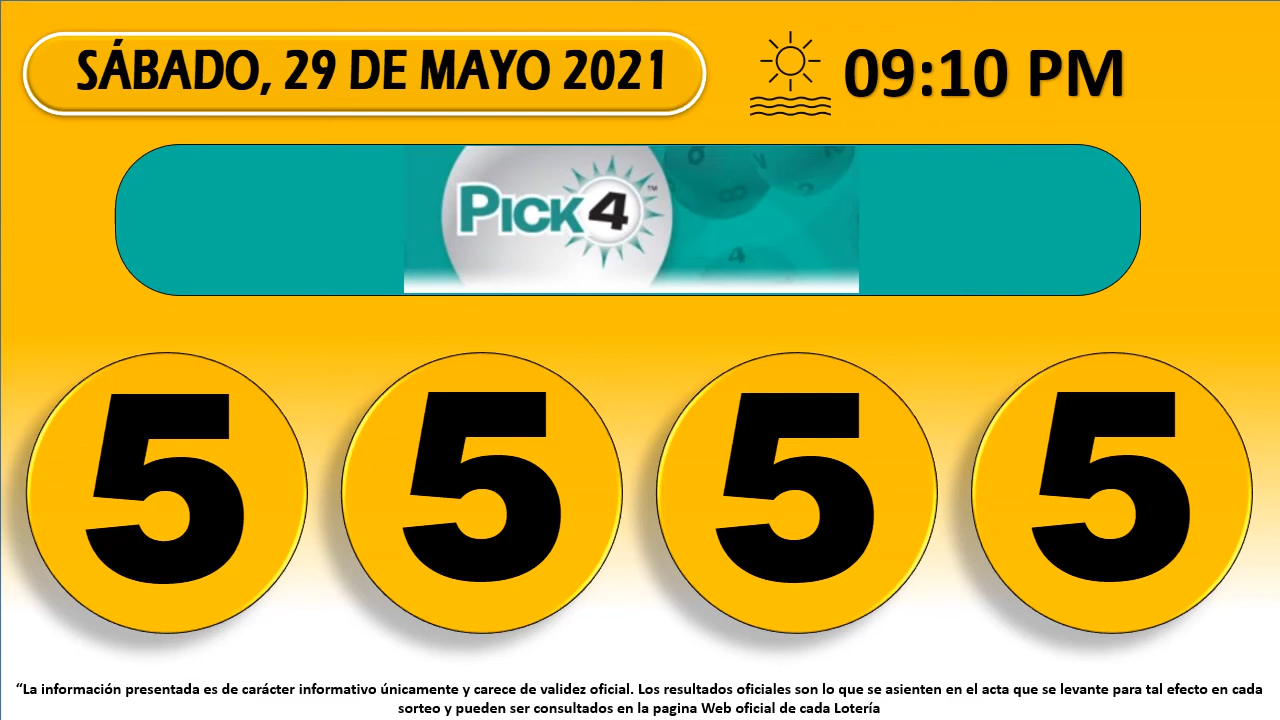 SÁBADO, 29 DE MAYO 2021
09:10 PM
PICK 4™
5 5 5 5
“La información presentada es de carácter informativo únicamente y carece de validez oficial. Los resultados oficiales son lo que se asienten en el acta que se levante para tal efecto en cada
sorteo y pueden ser consultados en la pagina Web oficial de cada Lotería